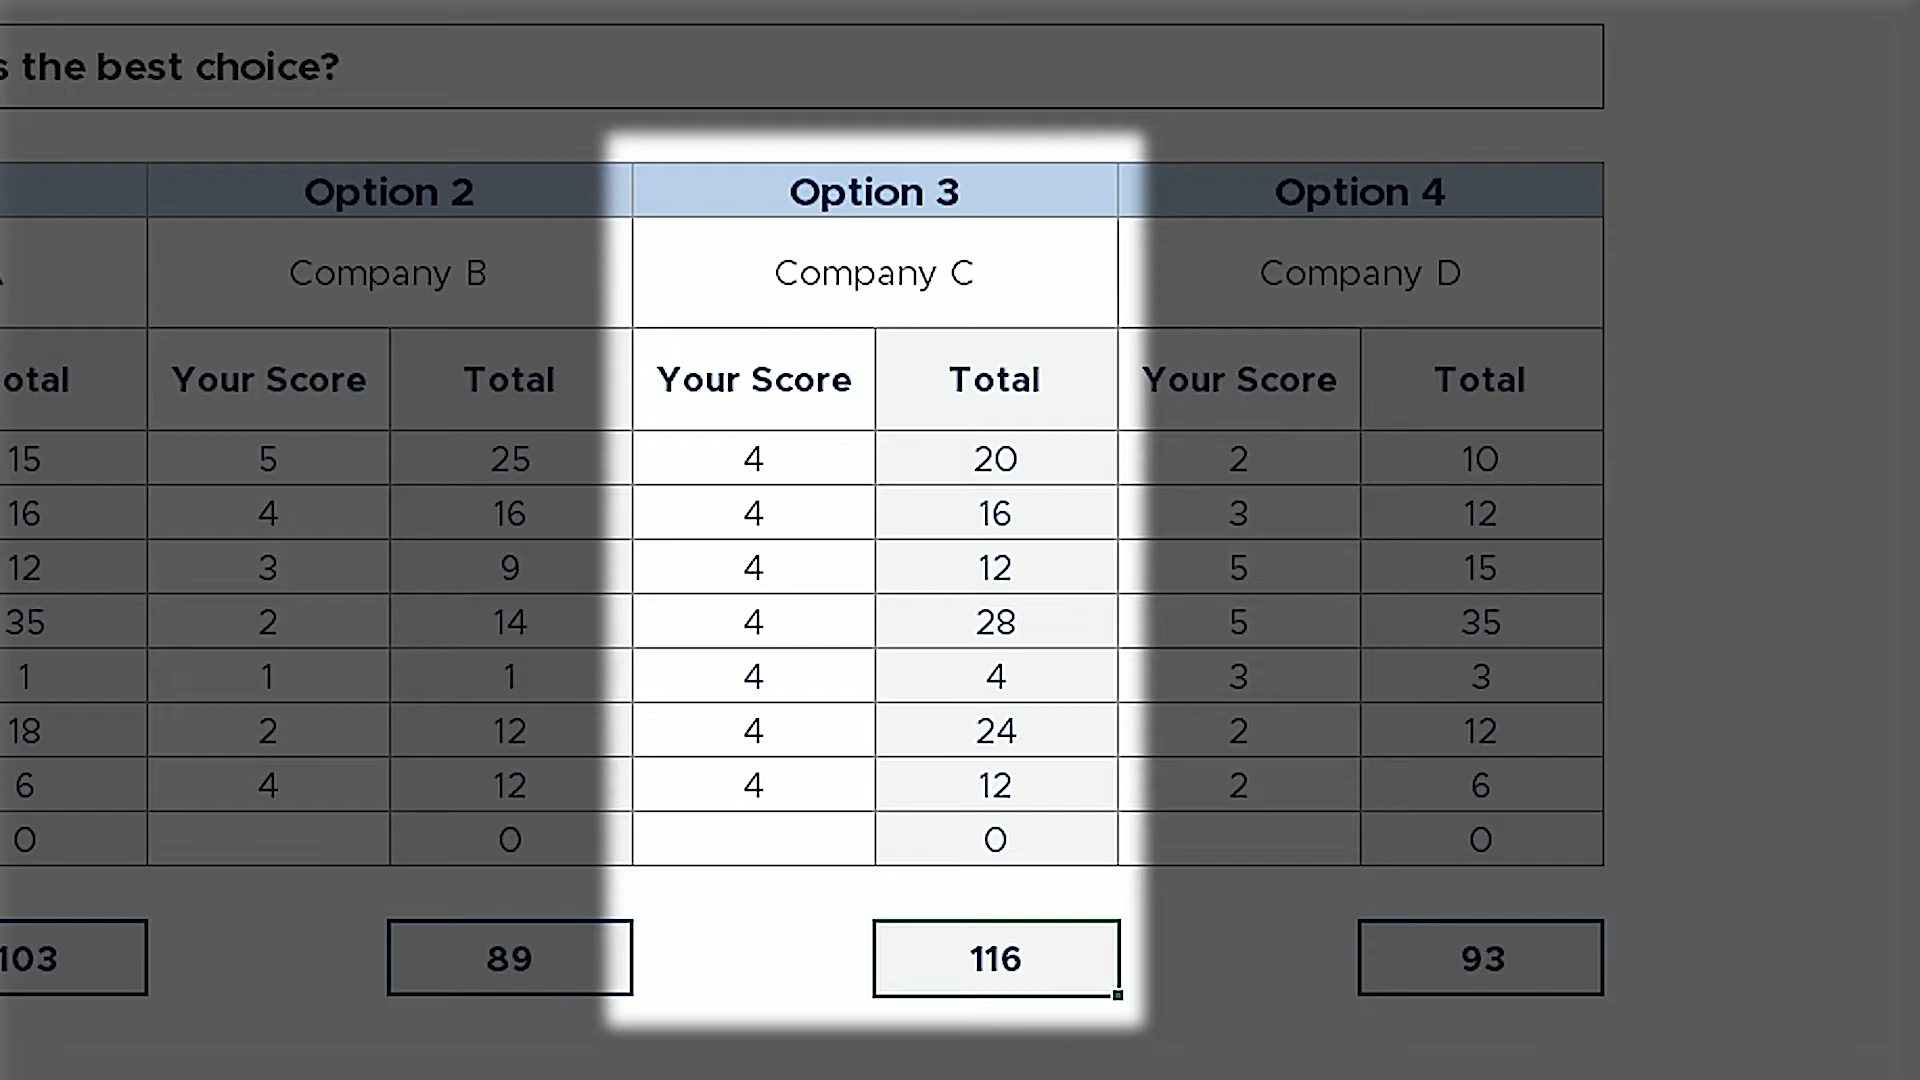 s the best choice?
Option 2 Option 3 Option 4
Company B Company C Company D
otal Your Score Total Your Score Total Your Score Total
15 5 25 4 20 2 10
16 4 16 4 16 3 12
12 3 9 4 12 5 15
35 2 14 4 28 5 35
1 1 1 4 4 3 3
18 2 12 4 24 2 12
6 4 12 4 12 2 6
0 0 0 0
103 89 116 93